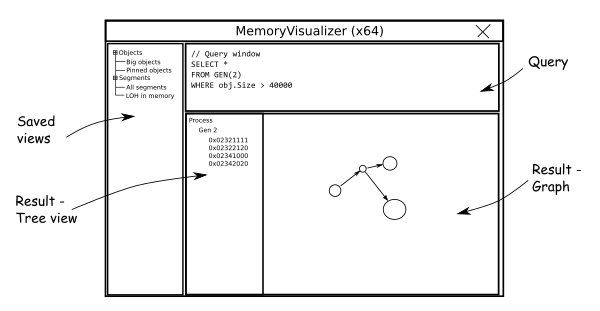 MemoryVisualizer (x64)
Objects
Big objects
Pinned objects
Segments
All segments
LOH in memory
// Query window
SELECT *
FROM GEN(2)
WHERE obj.Size > 40000
Process
Gen 2
0x02321111
0x02322120
0x02341000
0x02342020
Saved
views
Result -
Tree view
Query
Result -
Graph